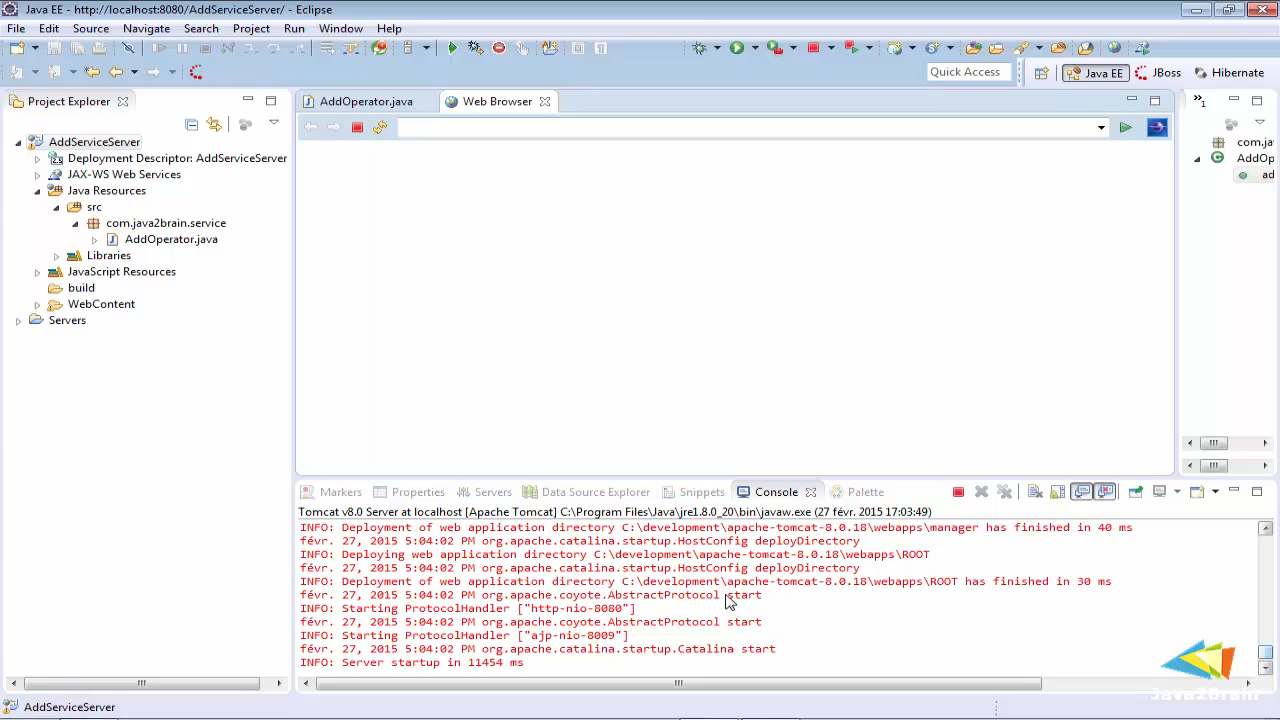 Java EE - http://localhost:8080/AddServiceServer/ - Eclipse
File Edit Source Navigate Search Project Run Window Help
Quick Access Java EE JBoss Hibernate
Project Explorer
AddServiceServer
Deployment Descriptor: AddServiceServer
JAX-WS Web Services
Java Resources
src
com.java2brain.service
AddOperator.java
Libraries
JavaScript Resources
build
WebContent
Servers
AddOperator.java Web Browser
1
com.ja
AddO
ad
Markers Properties Servers Data Source Explorer Snippets Console Palette
Tomcat v8.0 Server at localhost [Apache Tomcat] C:\Program Files\Java\jre1.8.0_20\bin\javaw.exe (27 févr. 2015 17:03:49)
INFO: Deployment of web application directory C:\development\apache-tomcat-8.0.18\webapps\manager has finished in 40 ms
févr. 27, 2015 5:04:02 PM org.apache.catalina.startup.HostConfig deployDirectory
INFO: Deploying web application directory C:\development\apache-tomcat-8.0.18\webapps\ROOT
févr. 27, 2015 5:04:02 PM org.apache.catalina.startup.HostConfig deployDirectory
INFO: Deployment of web application directory C:\development\apache-tomcat-8.0.18\webapps\ROOT has finished in 30 ms
févr. 27, 2015 5:04:02 PM org.apache.coyote.AbstractProtocol start
INFO: Starting ProtocolHandler ["http-nio-8080"]
févr. 27, 2015 5:04:02 PM org.apache.coyote.AbstractProtocol start
INFO: Starting ProtocolHandler ["ajp-nio-8009"]
févr. 27, 2015 5:04:02 PM org.apache.catalina.startup.Catalina start
INFO: Server startup in 11454 ms
Java2Brain
AddServiceServer